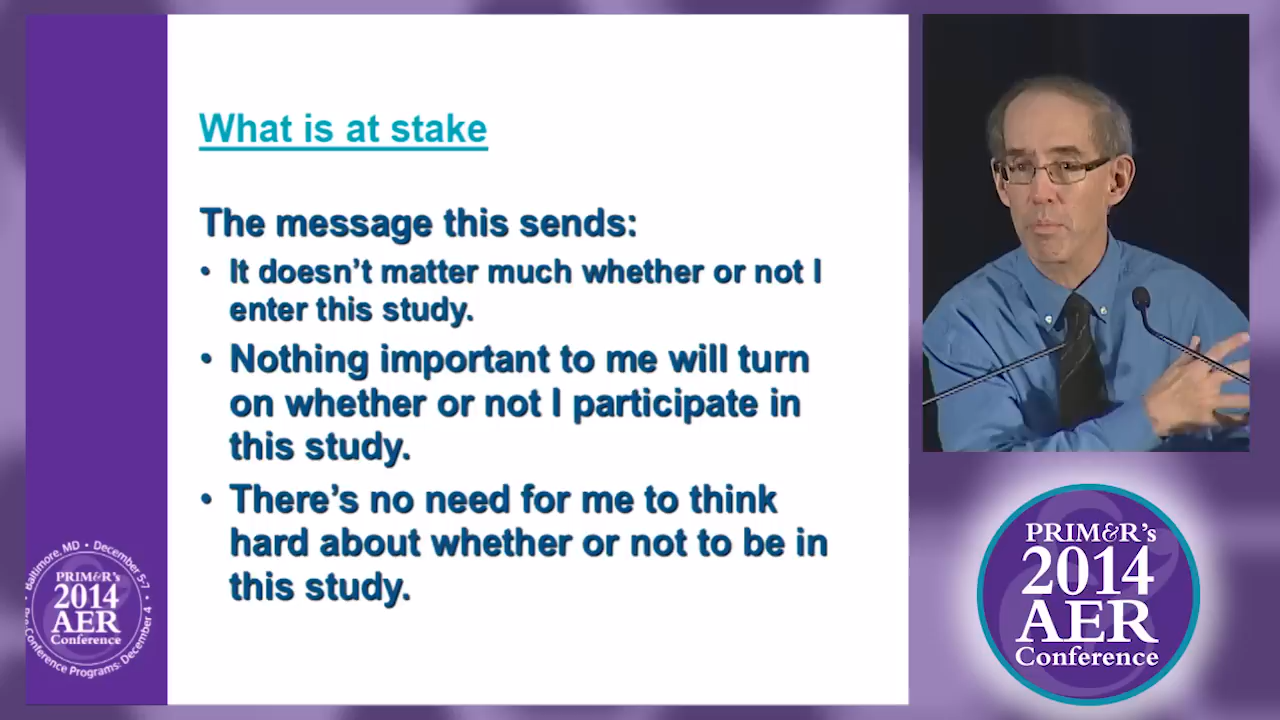 What is at stake
The message this sends:
• It doesn't matter much whether or not I
enter this study.
• Nothing important to me will turn
on whether or not I participate in
this study.
• There's no need for me to think
hard about whether or not to be in
this study.
Baltimore, MD • December 5-7
PRIM&R's
2014
AER
Conference
Conference Programs: December 4
PRIM&R's
2014
AER
Conference